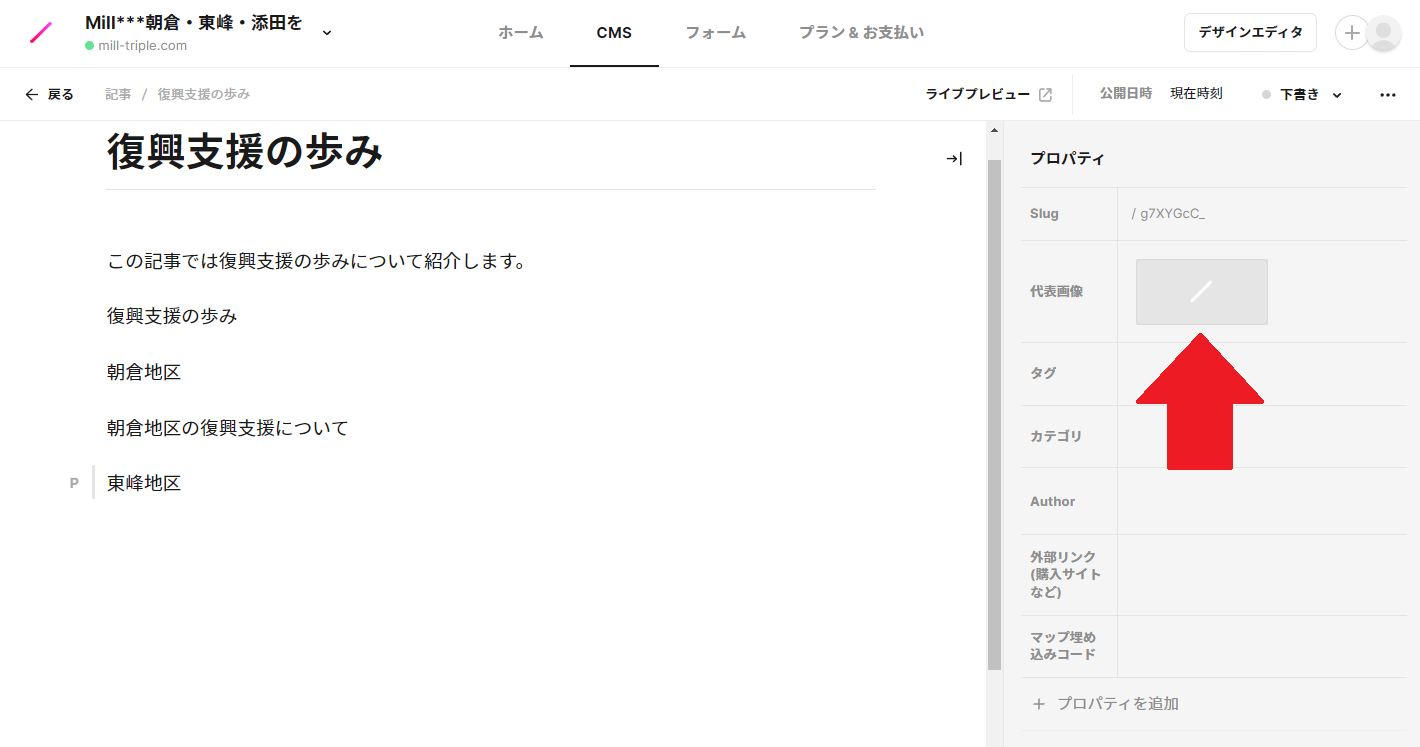 Mill***朝倉・東峰・添田を
mill-triple.com
ホーム
CMS
フォーム
プラン & お支払い
デザインエディタ
戻る
記事 / 復興支援の歩み
ライブプレビュー
公開日時 現在時刻
下書き
復興支援の歩み
この記事では復興支援の歩みについて紹介します。
復興支援の歩み
朝倉地区
朝倉地区の復興支援について
P 東峰地区
プロパティ
Slug / g7XYGcC_
代表画像
タグ
カテゴリ
Author
外部リンク
(購入サイト
など)
マップ埋め
込みコード
+ プロパティを追加